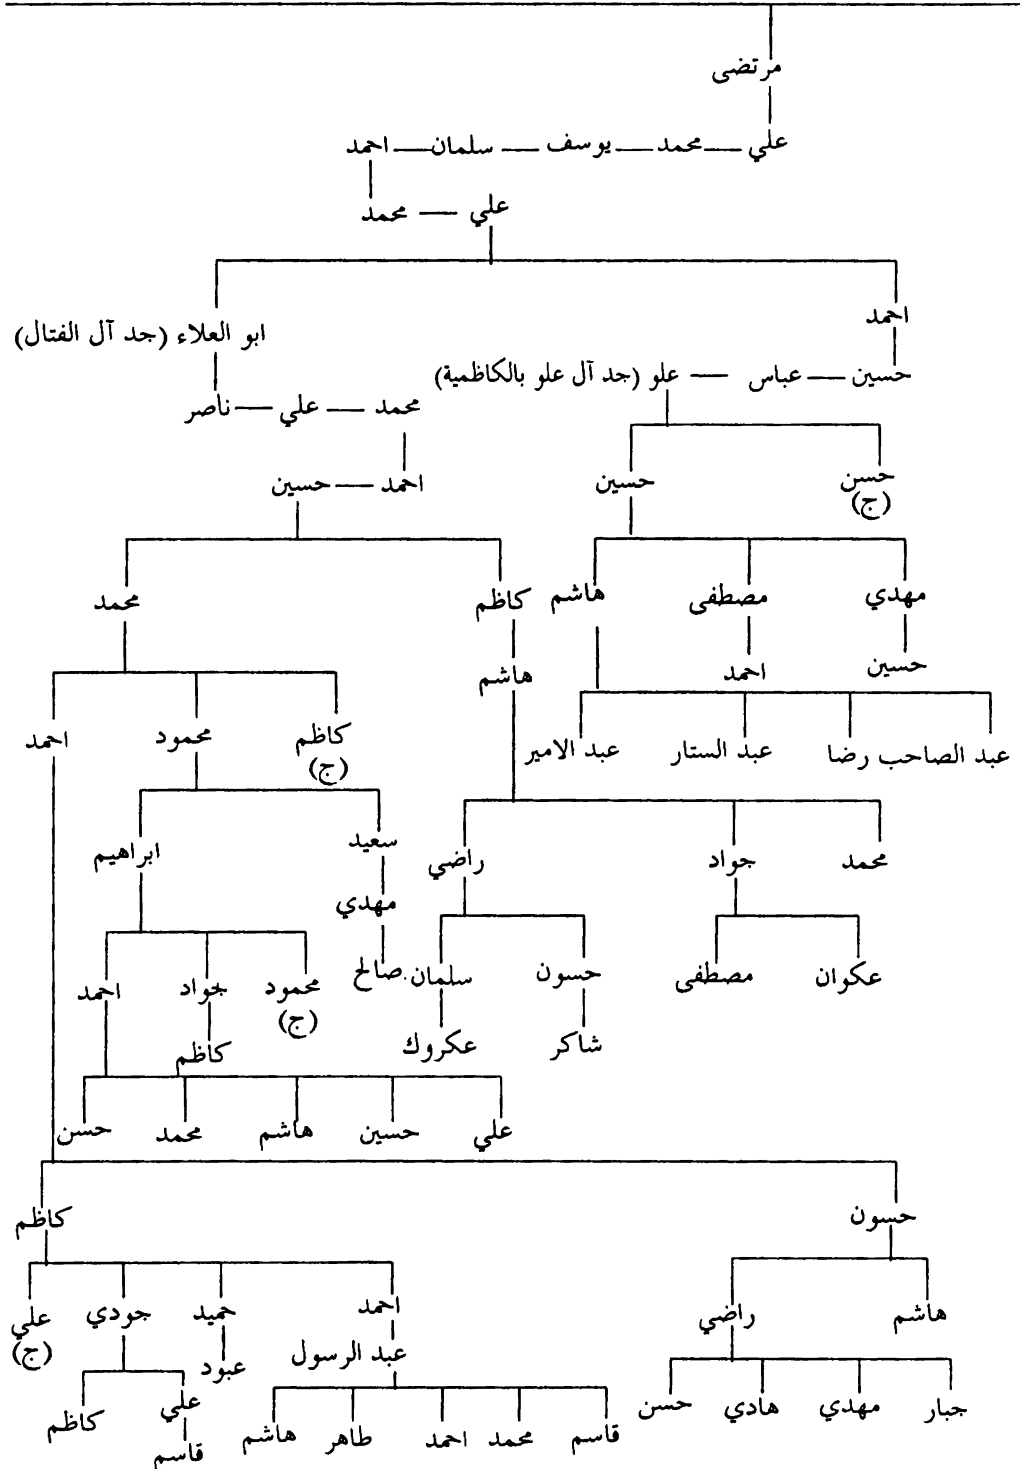 مرتضى
علي — محمد — يوسف — سلمان — احمد
علي — محمد
احمد
ابو العلاء (جد آل الفتال)
حسين — عباس — علو (جد آل علو بالكاظمية)
محمد — علي — ناصر
حسن حسين
(ج)
احمد — حسين
مهدي مصطفى هاشم كاظم محمد
حسين احمد هاشم
كاظم محمود احمد
(ج)
عبد الصاحب رضا عبد الستار عبد الامير
سعيد ابراهيم
محمد جواد راضي
مهدي
عكوان مصطفى حسون سلمان صالح
محمود جواد احمد
(ج)
شاكر عكروك كاظم
علي حسين هاشم محمد حسن
حسون كاظم
هاشم راضي احمد حميد جودي علي
(ج)
عبد الرسول عبود
جبار مهدي هادي حسن
علي كاظم
قاسم محمد احمد طاهر هاشم
قاسم